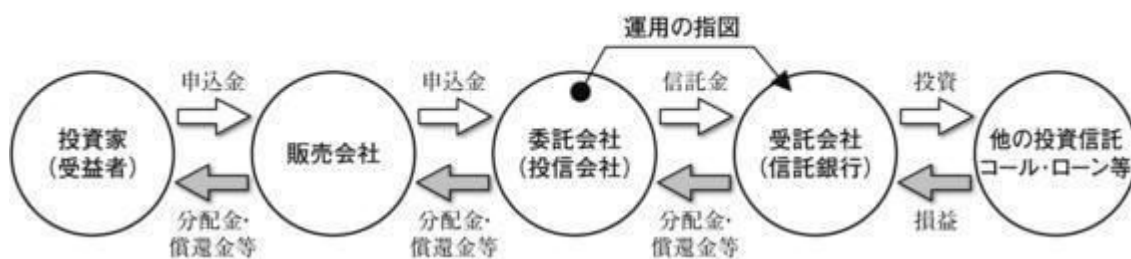 運用の指図
申込金
申込金
信託金
投資
投資家
(受益者)
販売会社
委託会社
(投信会社)
受託会社
(信託銀行)
他の投資信託
コール・ローン等
分配金・
償還金等
分配金・
償還金等
分配金・
償還金等
損益